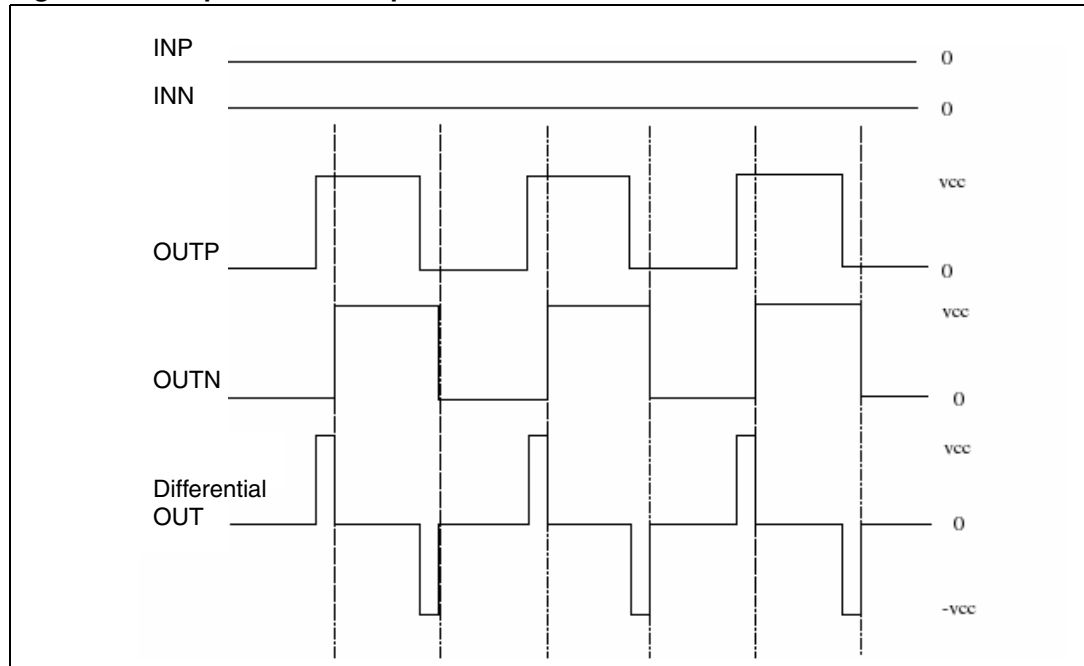 INP
0
INN
0
vcc
OUTP
0
vcc
OUTN
0
vcc
Differential
OUT
0
-vcc